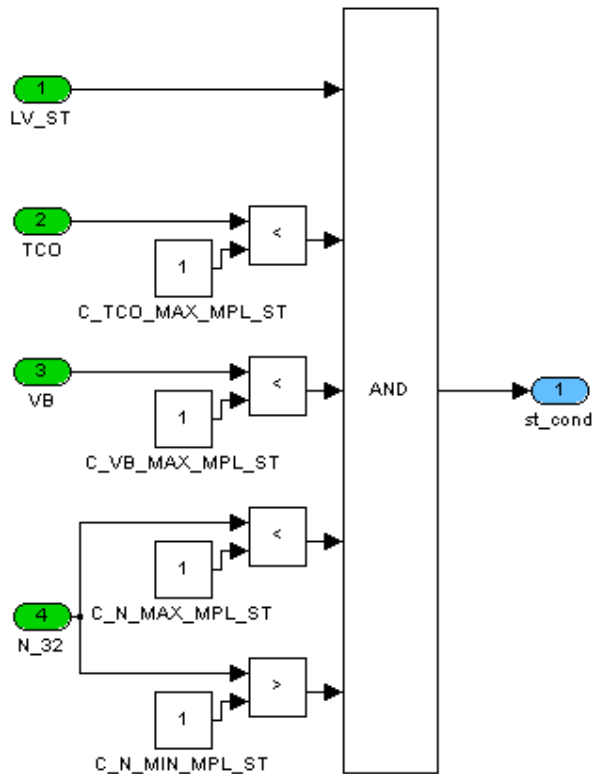 1
LV_ST
2
TCO
<
1
C_TCO_MAX_MPL_ST
3
VB
<
1
C_VB_MAX_MPL_ST
AND
1
st_cond
<
1
C_N_MAX_MPL_ST
4
N_32
>
1
C_N_MIN_MPL_ST